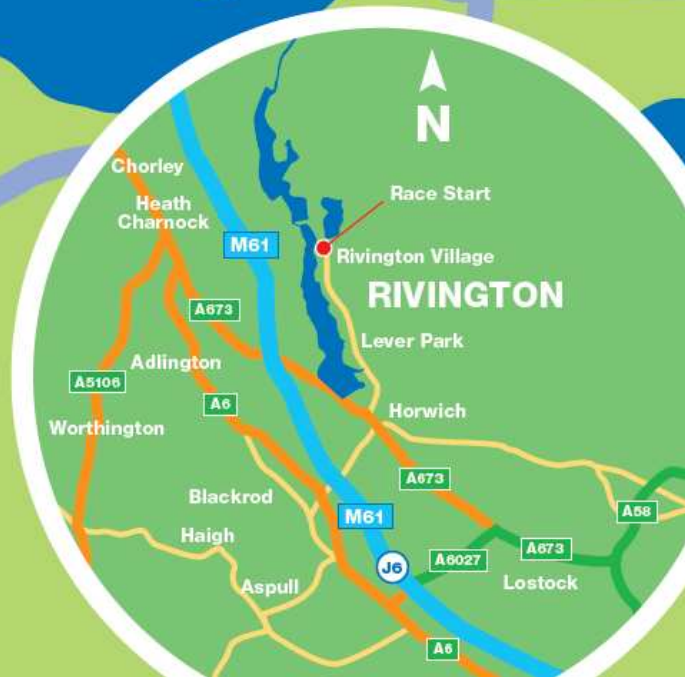 N
Chorley
Race Start
Heath
Charnock
M61
Rivington Village
RIVINGTON
A673
Lever Park
Adlington
A5106
A6
Horwich
Worthington
A673
Blackrod
A58
M61
Haigh
A673
A6027
J6
Lostock
Aspull
A6